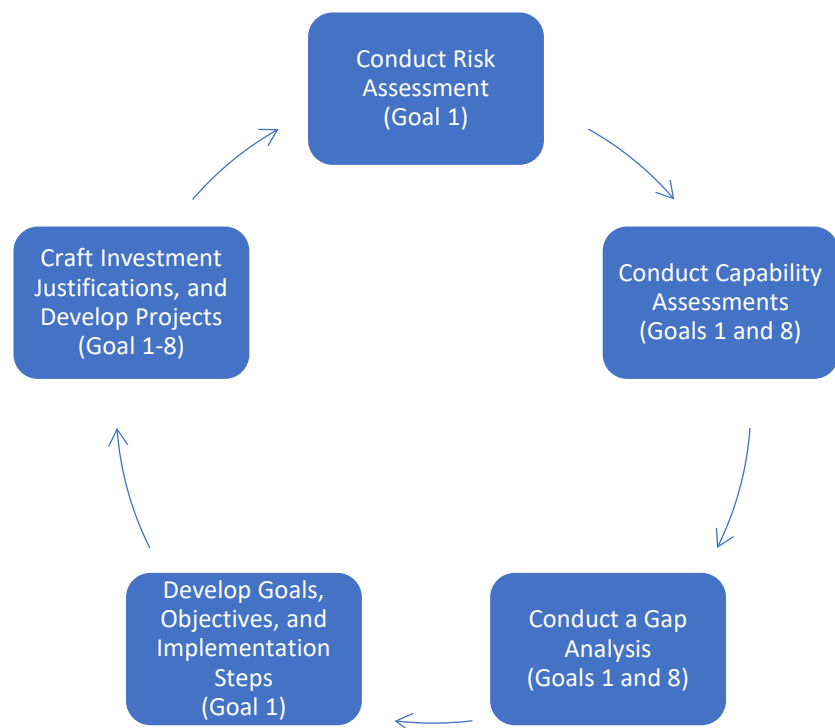 Conduct Risk
Assessment
(Goal 1)
Conduct Capability
Assessments
(Goals 1 and 8)
Conduct a Gap
Analysis
(Goals 1 and 8)
Develop Goals,
Objectives, and
Implementation
Steps
(Goal 1)
Craft Investment
Justifications, and
Develop Projects
(Goal 1-8)